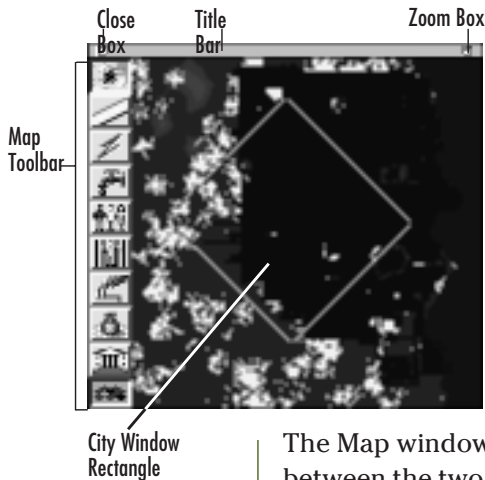 Close
Box
Title
Bar
Zoom Box
Map
Toolbar
City Window
Rectangle
The Map window
between the two